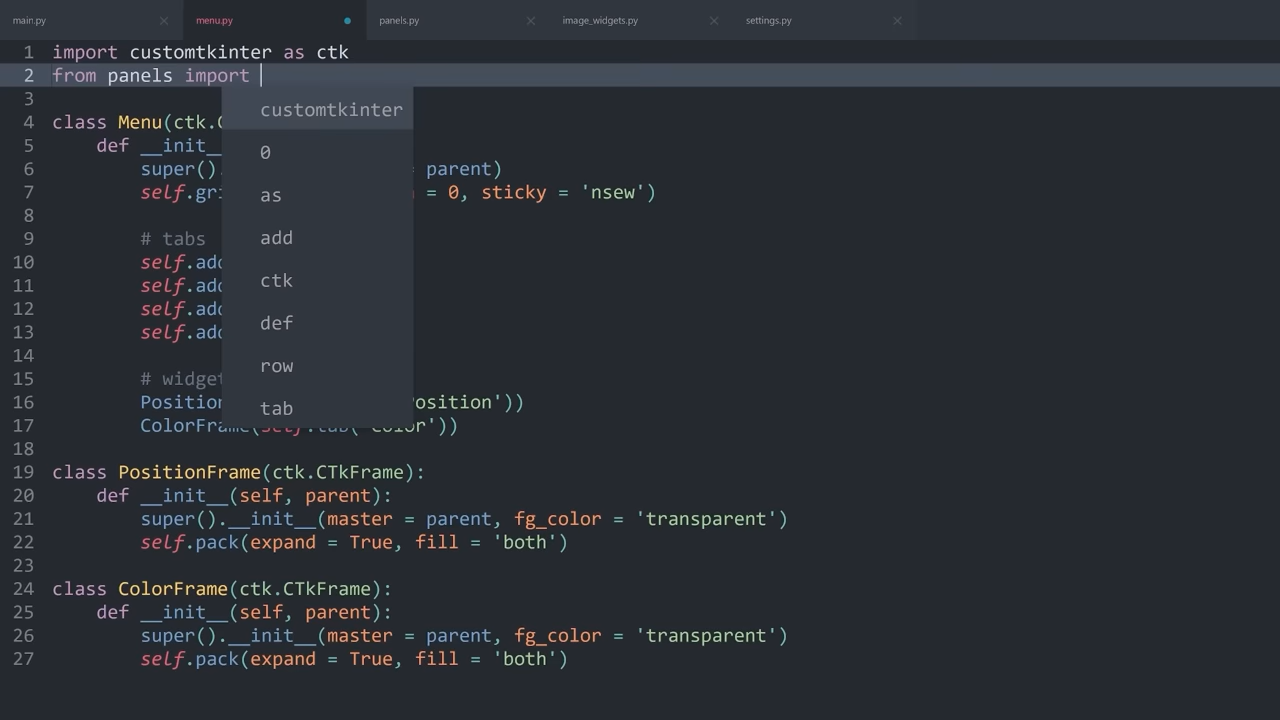 main.py menu.py panels.py image_widgets.py settings.py
1 import customtkinter as ctk
2 from panels import
3
4 class Menu(ctk.C
5 def __init__
6 super(). = parent)
7 self.gri = 0, sticky = 'nsew')
8
9 # tabs
10 self.add
11 self.add
12 self.add
13 self.add
14
15 # widget
16 Position osition'))
17 ColorFrame(self.tab('Color'))
18
19 class PositionFrame(ctk.CTkFrame):
20 def __init__(self, parent):
21 super().__init__(master = parent, fg_color = 'transparent')
22 self.pack(expand = True, fill = 'both')
23
24 class ColorFrame(ctk.CTkFrame):
25 def __init__(self, parent):
26 super().__init__(master = parent, fg_color = 'transparent')
27 self.pack(expand = True, fill = 'both')
customtkinter
0
as
add
ctk
def
row
tab